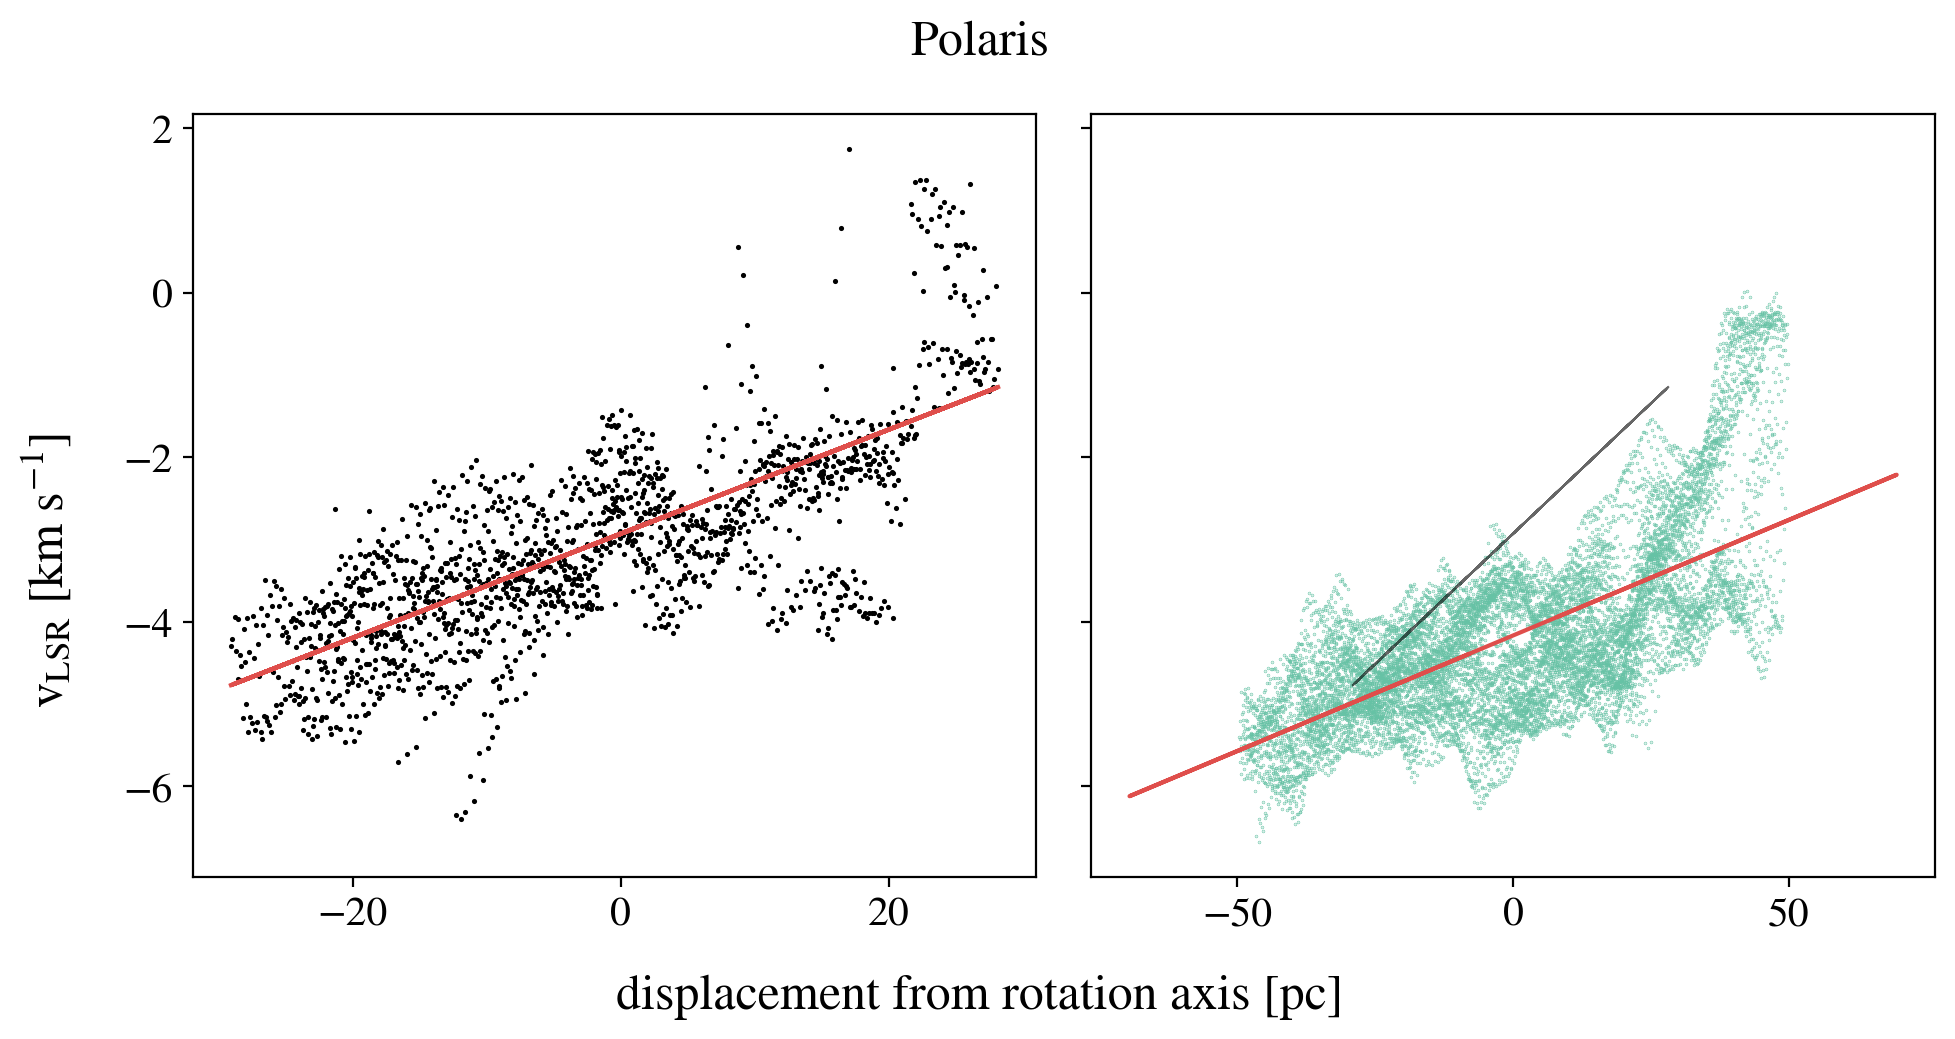 Polaris
v_LSR [km s⁻¹]
2
0
−2
−4
−6
−20 0 20
−50 0 50
displacement from rotation axis [pc]